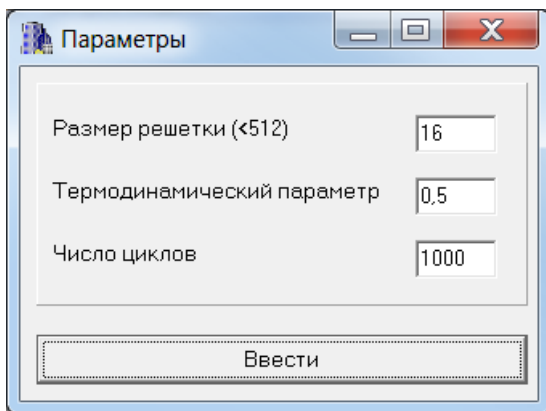 Параметры
Размер решетки (<512) 16
Термодинамический параметр 0,5
Число циклов 1000
Ввести